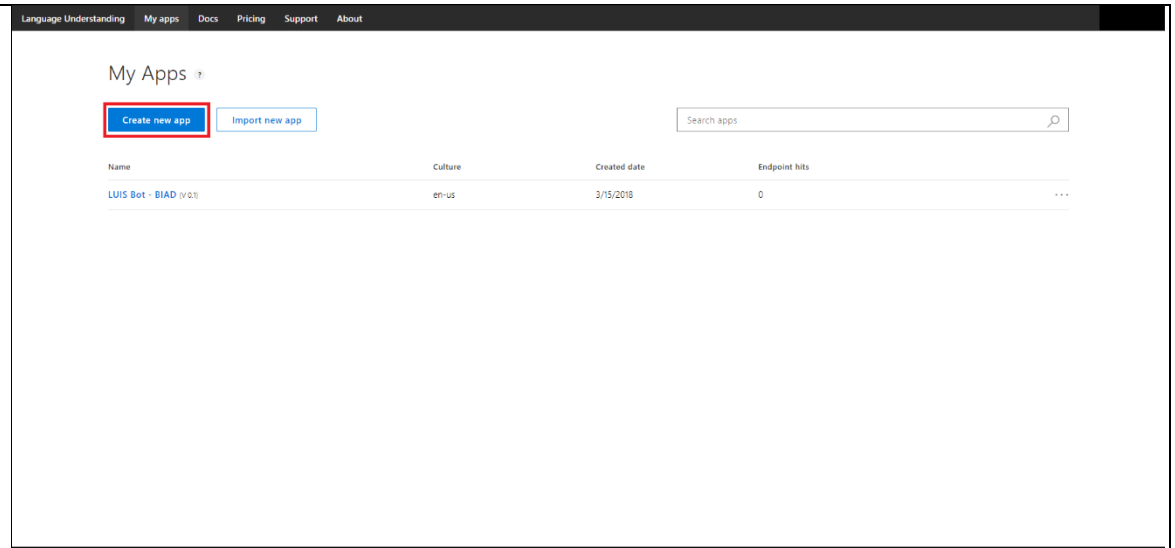 Language Understanding My apps Docs Pricing Support About
My Apps ?
Create new app Import new app Search apps
Name Culture Created date Endpoint hits
LUIS Bot - BIAD (V 0.1) en-us 3/15/2018 0 ...